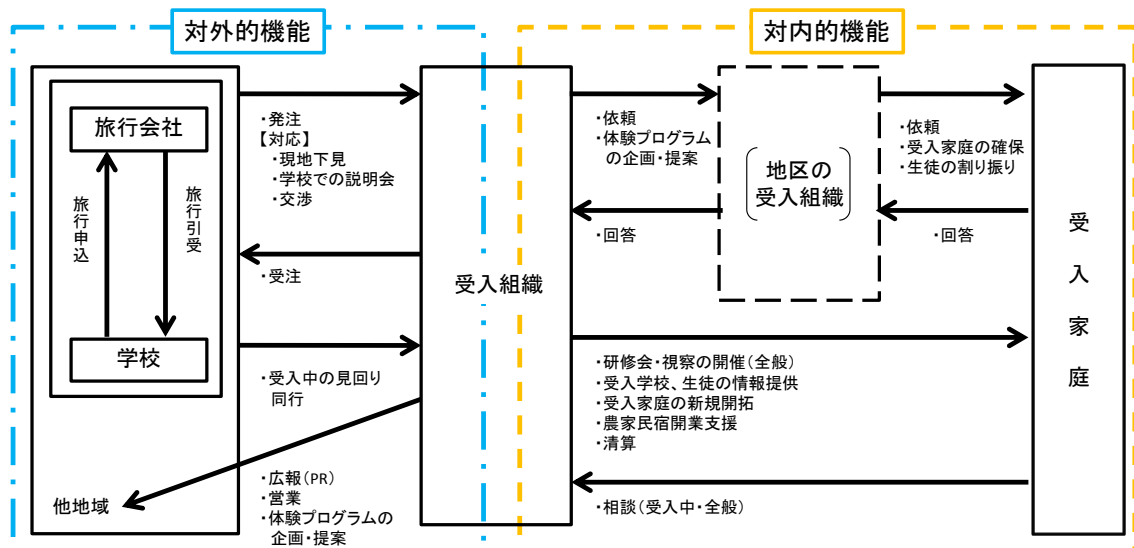 対外的機能
対内的機能
旅行会社
旅行申込
旅行引受
学校
他地域
・発注
【対応】
・現地下見
・学校での説明会
・交渉
・受注
・受入中の見回り
同行
・広報(PR)
・営業
・体験プログラムの
企画・提案
受入組織
・依頼
・体験プログラム
の企画・提案
・回答
地区の
受入組織
・依頼
・受入家庭の確保
・生徒の割り振り
・回答
・研修会・視察の開催(全般)
・受入学校、生徒の情報提供
・受入家庭の新規開拓
・農家民宿開業支援
・清算
・相談(受入中・全般)
受入家庭